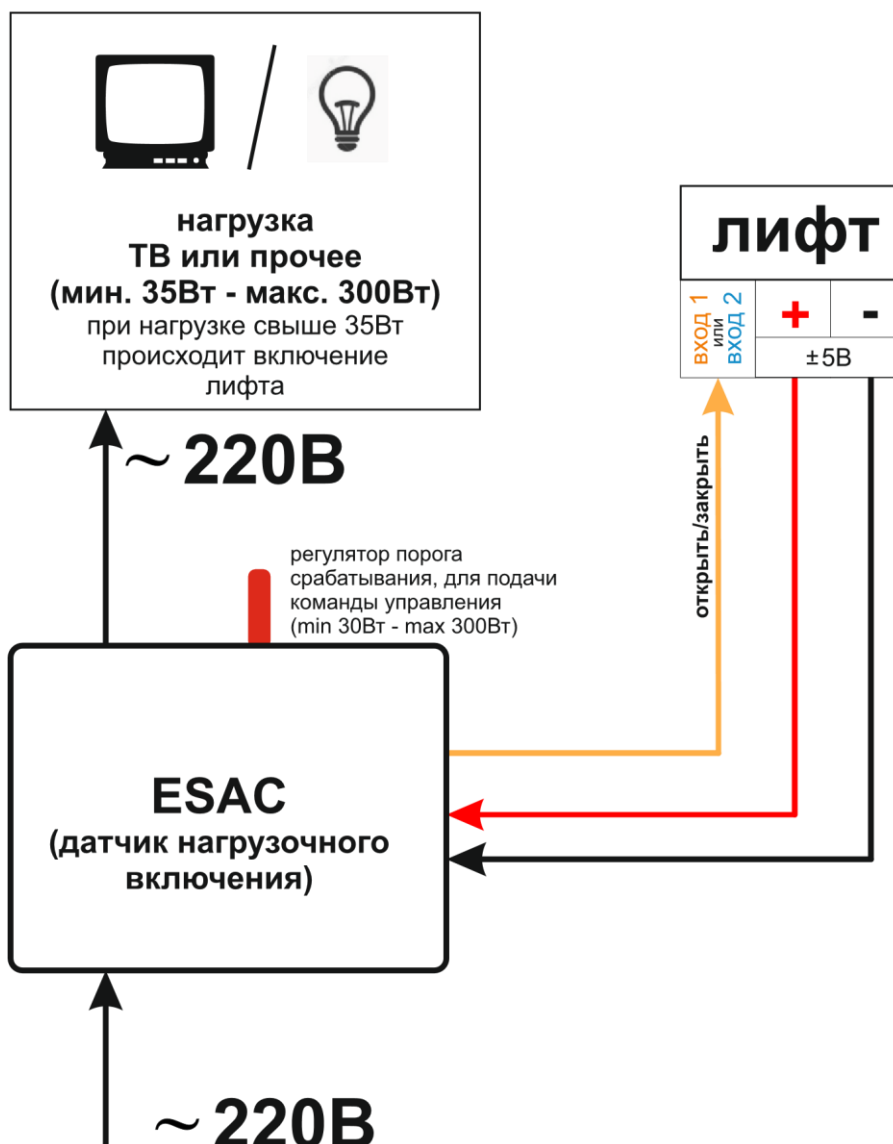 нагрузка
ТВ или прочее
(мин. 35Вт - макс. 300Вт)
при нагрузке свыше 35Вт
происходит включение
лифта
~ 220В
лифт
вход 1
или
вход 2
+ -
±5В
открыть/закрыть
регулятор порога
срабатывания, для подачи
команды управления
(min 30Вт - max 300Вт)
ESAC
(датчик нагрузочного
включения)
~ 220В